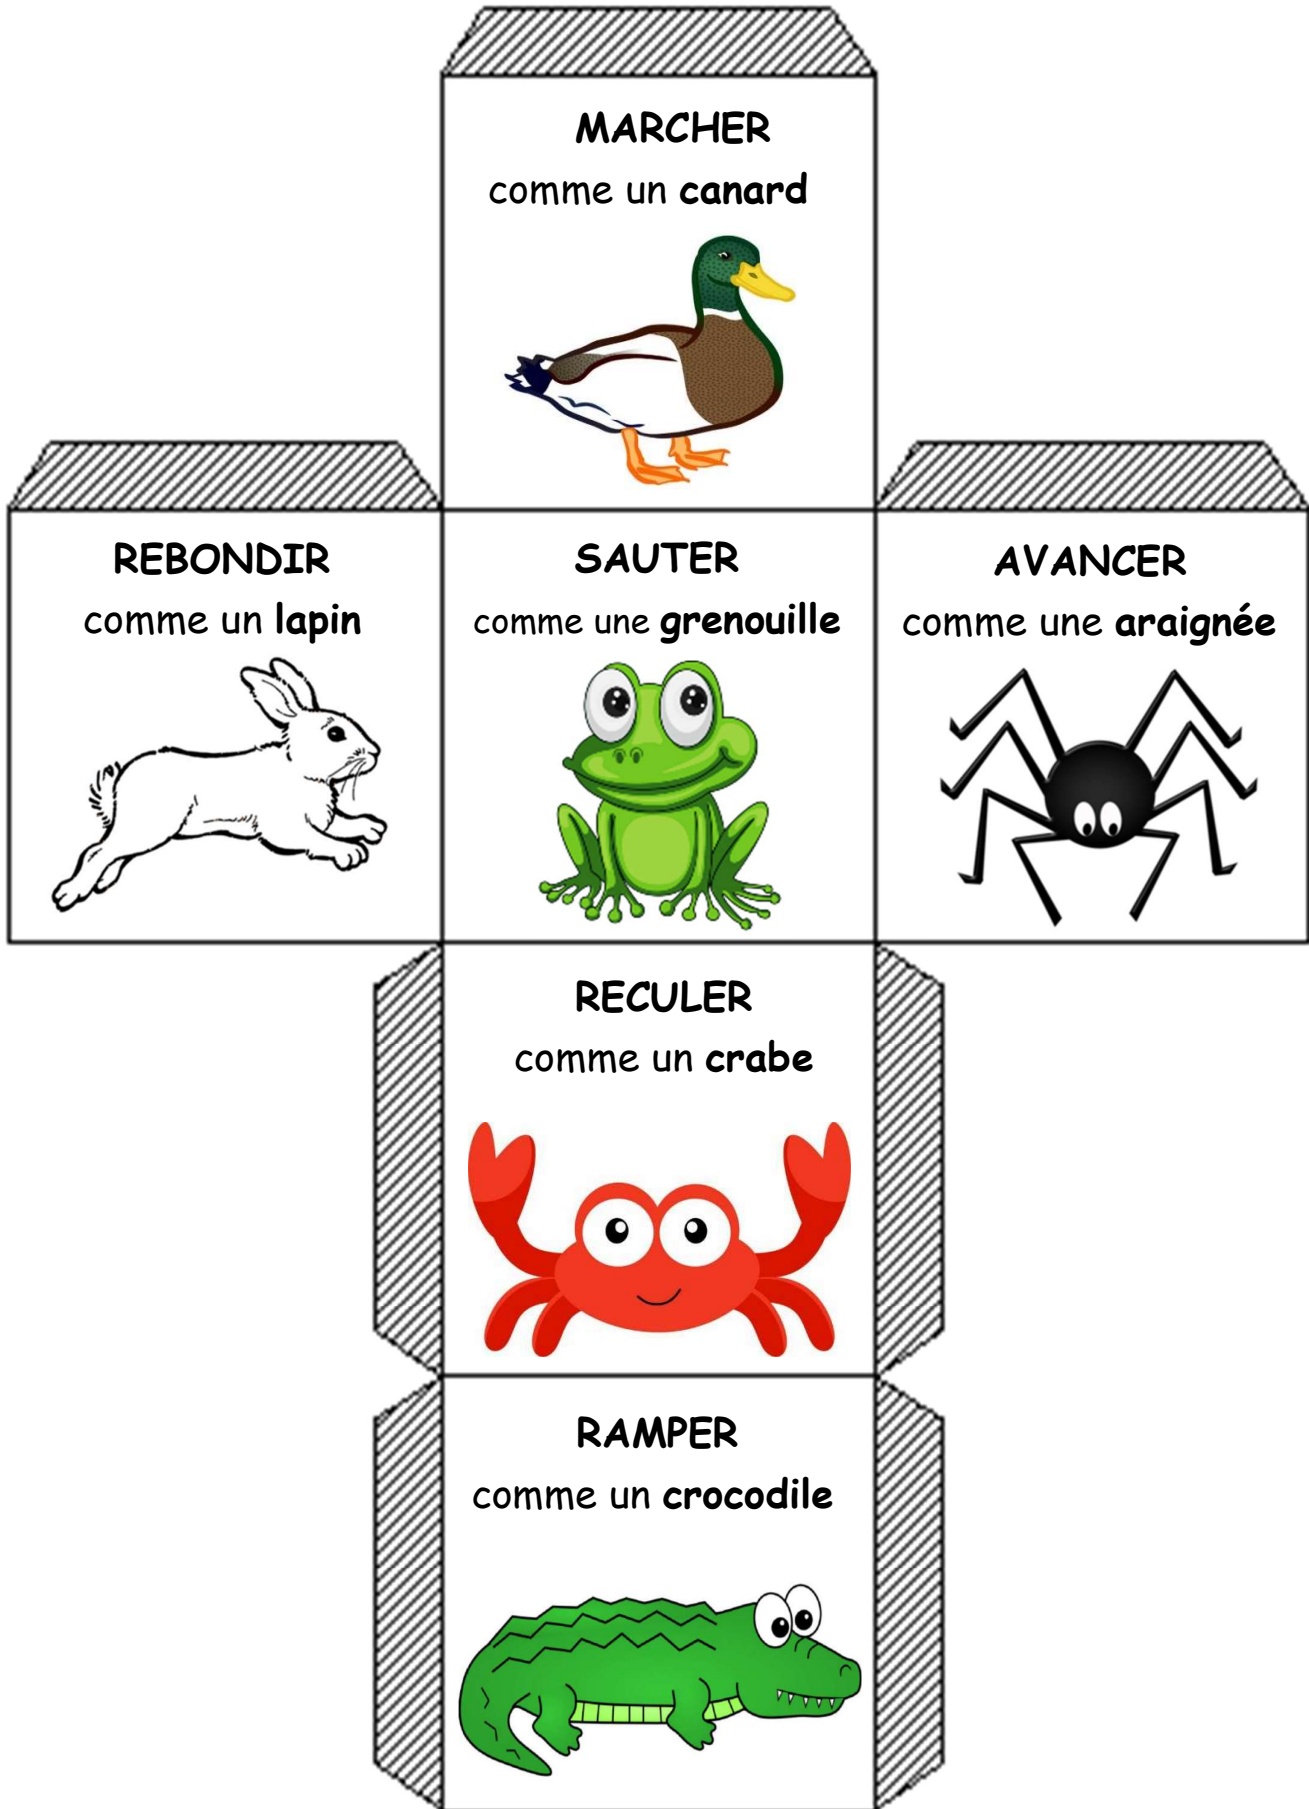 MARCHER
comme un canard
REBONDIR
comme un lapin
SAUTER
comme une grenouille
AVANCER
comme une araignée
RECULER
comme un crabe
RAMPER
comme un crocodile